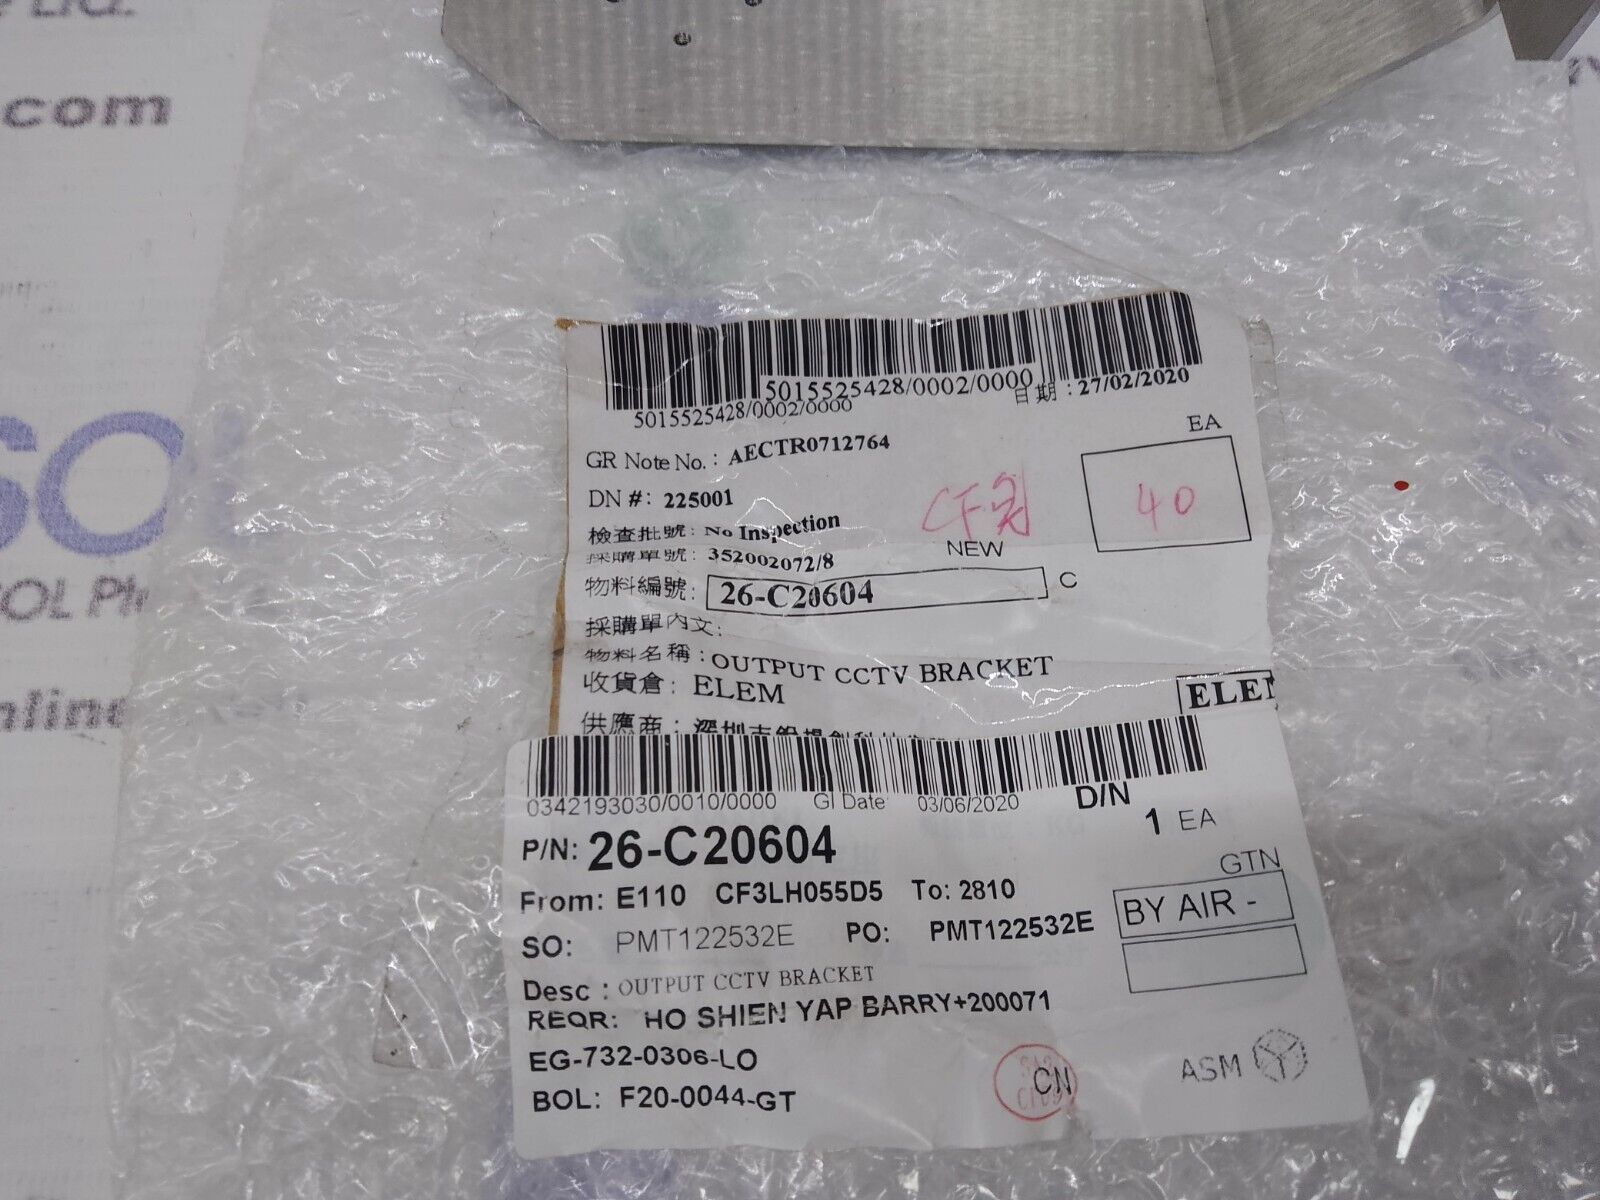 .com
SOL
nline
5015525428/0002/0000
5015525428/0002/0000
日期 : 27/02/2020
GR Note No. : AECTR0712764
EA
DN #: 225001
40
檢查批號: No Inspection
NEW
採購單號: 352002072/8
物料編號: 26-C20604 C
採購單內文:
物料名稱 : OUTPUT CCTV BRACKET
收貨倉: ELEM
ELEM
供應商 : 深圳市
0342193030/0010/0000 GI Date 03/06/2020 D/N
P/N: 26-C20604 1 EA
GTN
From: E110 CF3LH055D5 To: 2810
BY AIR -
SO: PMT122532E PO: PMT122532E
Desc : OUTPUT CCTV BRACKET
REQR: HO SHIEN YAP BARRY+200071
EG-732-0306-LO
CN
ASM
BOL: F20-0044-GT